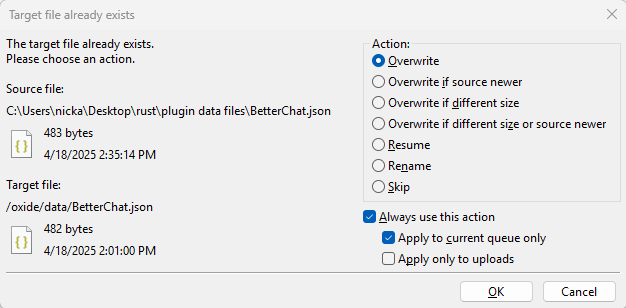 Target file already exists
The target file already exists.
Please choose an action.
Source file:
C:\Users\nicka\Desktop\rust\plugin data files\BetterChat.json
483 bytes
4/18/2025 2:35:14 PM
Target file:
/oxide/data/BetterChat.json
482 bytes
4/18/2025 2:01:00 PM
Action:
Overwrite
Overwrite if source newer
Overwrite if different size
Overwrite if different size or source newer
Resume
Rename
Skip
Always use this action
Apply to current queue only
Apply only to uploads
OK
Cancel